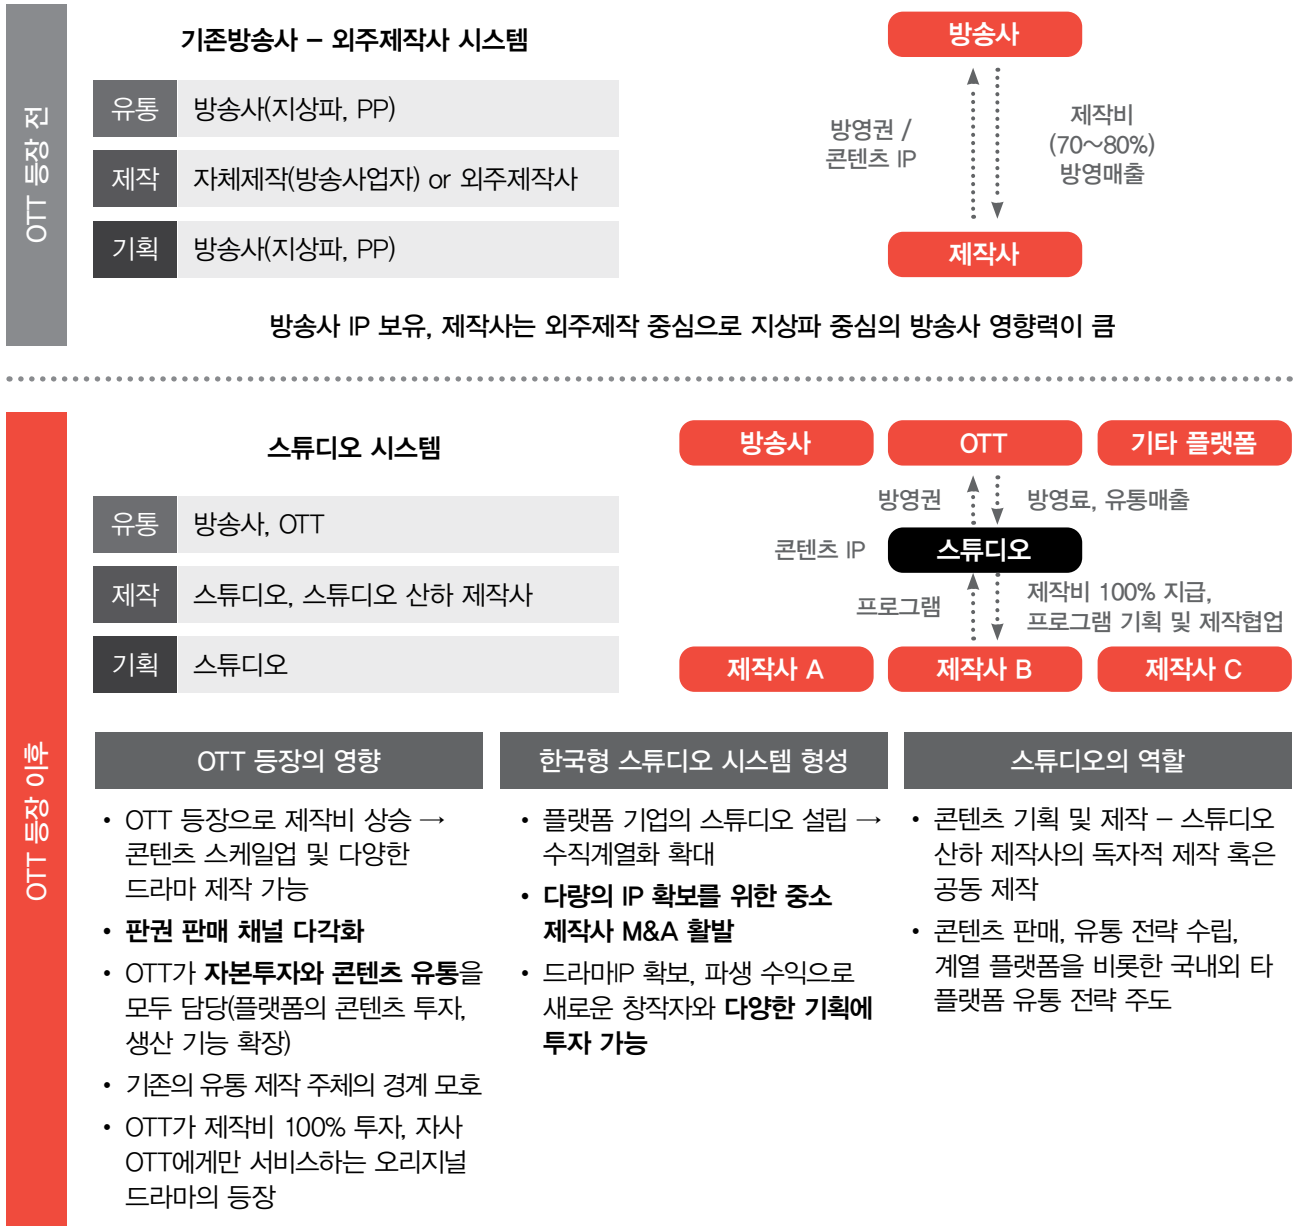 OTT 등장 전
기존방송사 – 외주제작사 시스템
유통 방송사(지상파, PP)
제작 자체제작(방송사업자) or 외주제작사
기획 방송사(지상파, PP)
방송사
방영권 /
콘텐츠 IP
제작비
(70~80%)
방영매출
제작사
방송사 IP 보유, 제작사는 외주제작 중심으로 지상파 중심의 방송사 영향력이 큼
OTT 등장 이후
스튜디오 시스템
유통 방송사, OTT
제작 스튜디오, 스튜디오 산하 제작사
기획 스튜디오
방송사 OTT 기타 플랫폼
방영권 방영료, 유통매출
콘텐츠 IP 스튜디오
프로그램
제작비 100% 지급,
프로그램 기획 및 제작협업
제작사 A 제작사 B 제작사 C
OTT 등장의 영향
• OTT 등장으로 제작비 상승 →
콘텐츠 스케일업 및 다양한
드라마 제작 가능
• 판권 판매 채널 다각화
• OTT가 자본투자와 콘텐츠 유통을
모두 담당(플랫폼의 콘텐츠 투자,
생산 기능 확장)
• 기존의 유통 제작 주체의 경계 모호
• OTT가 제작비 100% 투자, 자사
OTT에게만 서비스하는 오리지널
드라마의 등장
한국형 스튜디오 시스템 형성
• 플랫폼 기업의 스튜디오 설립 →
수직계열화 확대
• 다량의 IP 확보를 위한 중소
제작사 M&A 활발
• 드라마IP 확보, 파생 수익으로
새로운 창작자와 다양한 기획에
투자 가능
스튜디오의 역할
• 콘텐츠 기획 및 제작 – 스튜디오
산하 제작사의 독자적 제작 혹은
공동 제작
• 콘텐츠 판매, 유통 전략 수립,
계열 플랫폼을 비롯한 국내외 타
플랫폼 유통 전략 주도